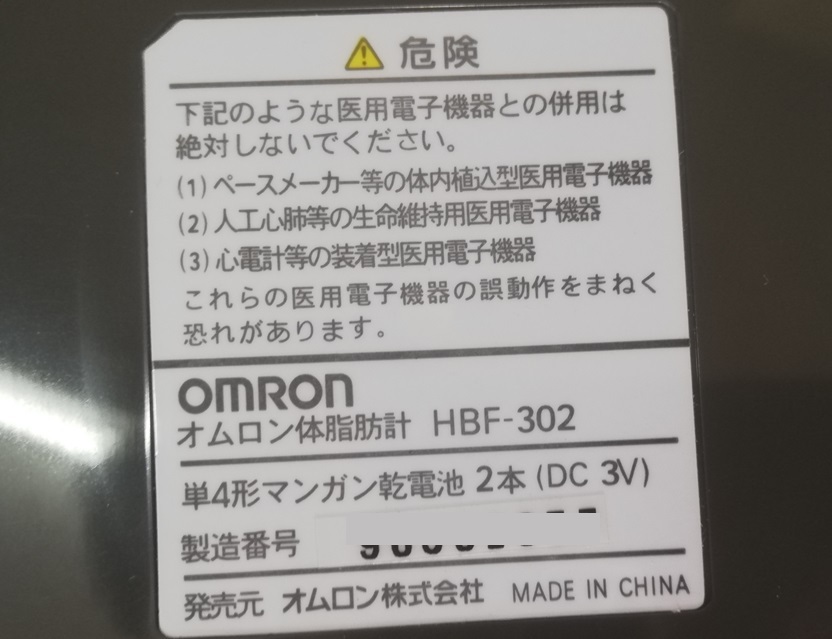 危険
下記のような医用電子機器との併用は
絶対しないでください。
(1) ペースメーカー等の体内植込型医用電子機器
(2) 人工心肺等の生命維持用医用電子機器
(3) 心電計等の装着型医用電子機器
これらの医用電子機器の誤動作をまねく
恐れがあります。
OMRON
オムロン体脂肪計 HBF-302
単4形マンガン乾電池 2本 (DC 3V)
製造番号
発売元 オムロン株式会社 MADE IN CHINA